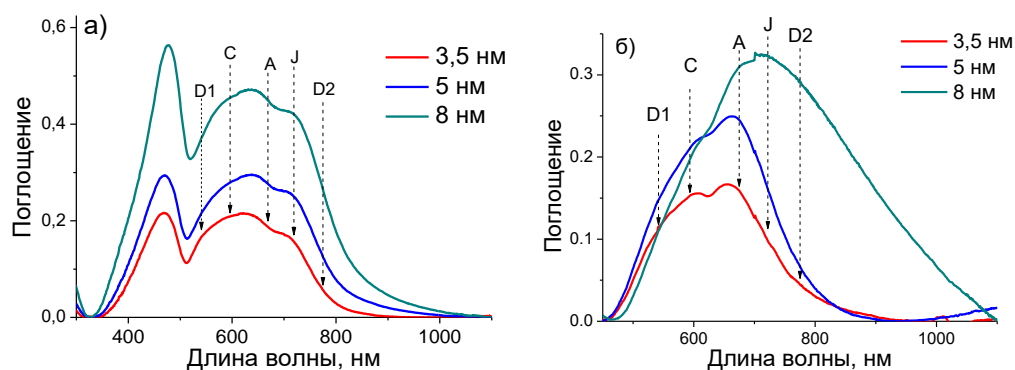 а)
0,6
0,4
0,2
0,0
Поглощение
400 600 800 1000
Длина волны, нм
D1 C A J D2
3,5 нм
5 нм
8 нм
б)
0.3
0.2
0.1
0.0
Поглощение
600 800 1000
Длина волны, нм
D1 C A J D2
3,5 нм
5 нм
8 нм